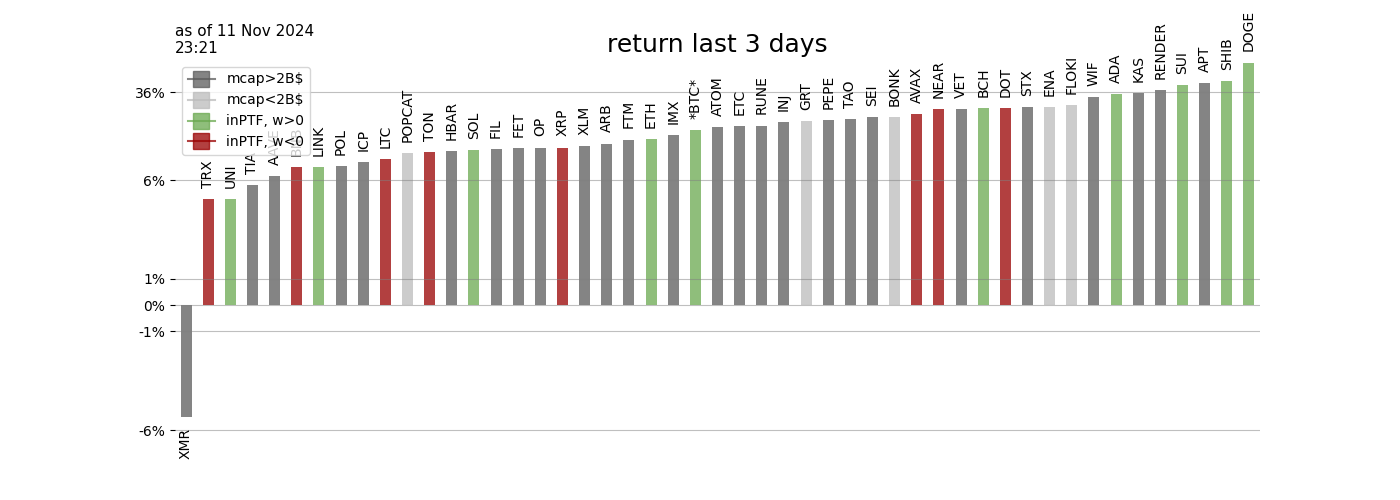 as of 11 Nov 2024
23:21
return last 3 days
mcap>2B$
mcap<2B$
inPTF, w>0
inPTF, w<0
36%
6%
1%
0%
-1%
-6%
XMR
TRX
UNI
TIA
AAVE
BNB
LINK
POL
ICP
LTC
POPCAT
TON
HBAR
SOL
FIL
FET
OP
XRP
XLM
ARB
FTM
ETH
IMX
*BTC*
ATOM
ETC
RUNE
INJ
GRT
PEPE
TAO
SEI
BONK
AVAX
NEAR
VET
BCH
DOT
STX
ENA
FLOKI
WIF
ADA
KAS
RENDER
SUI
APT
SHIB
DOGE